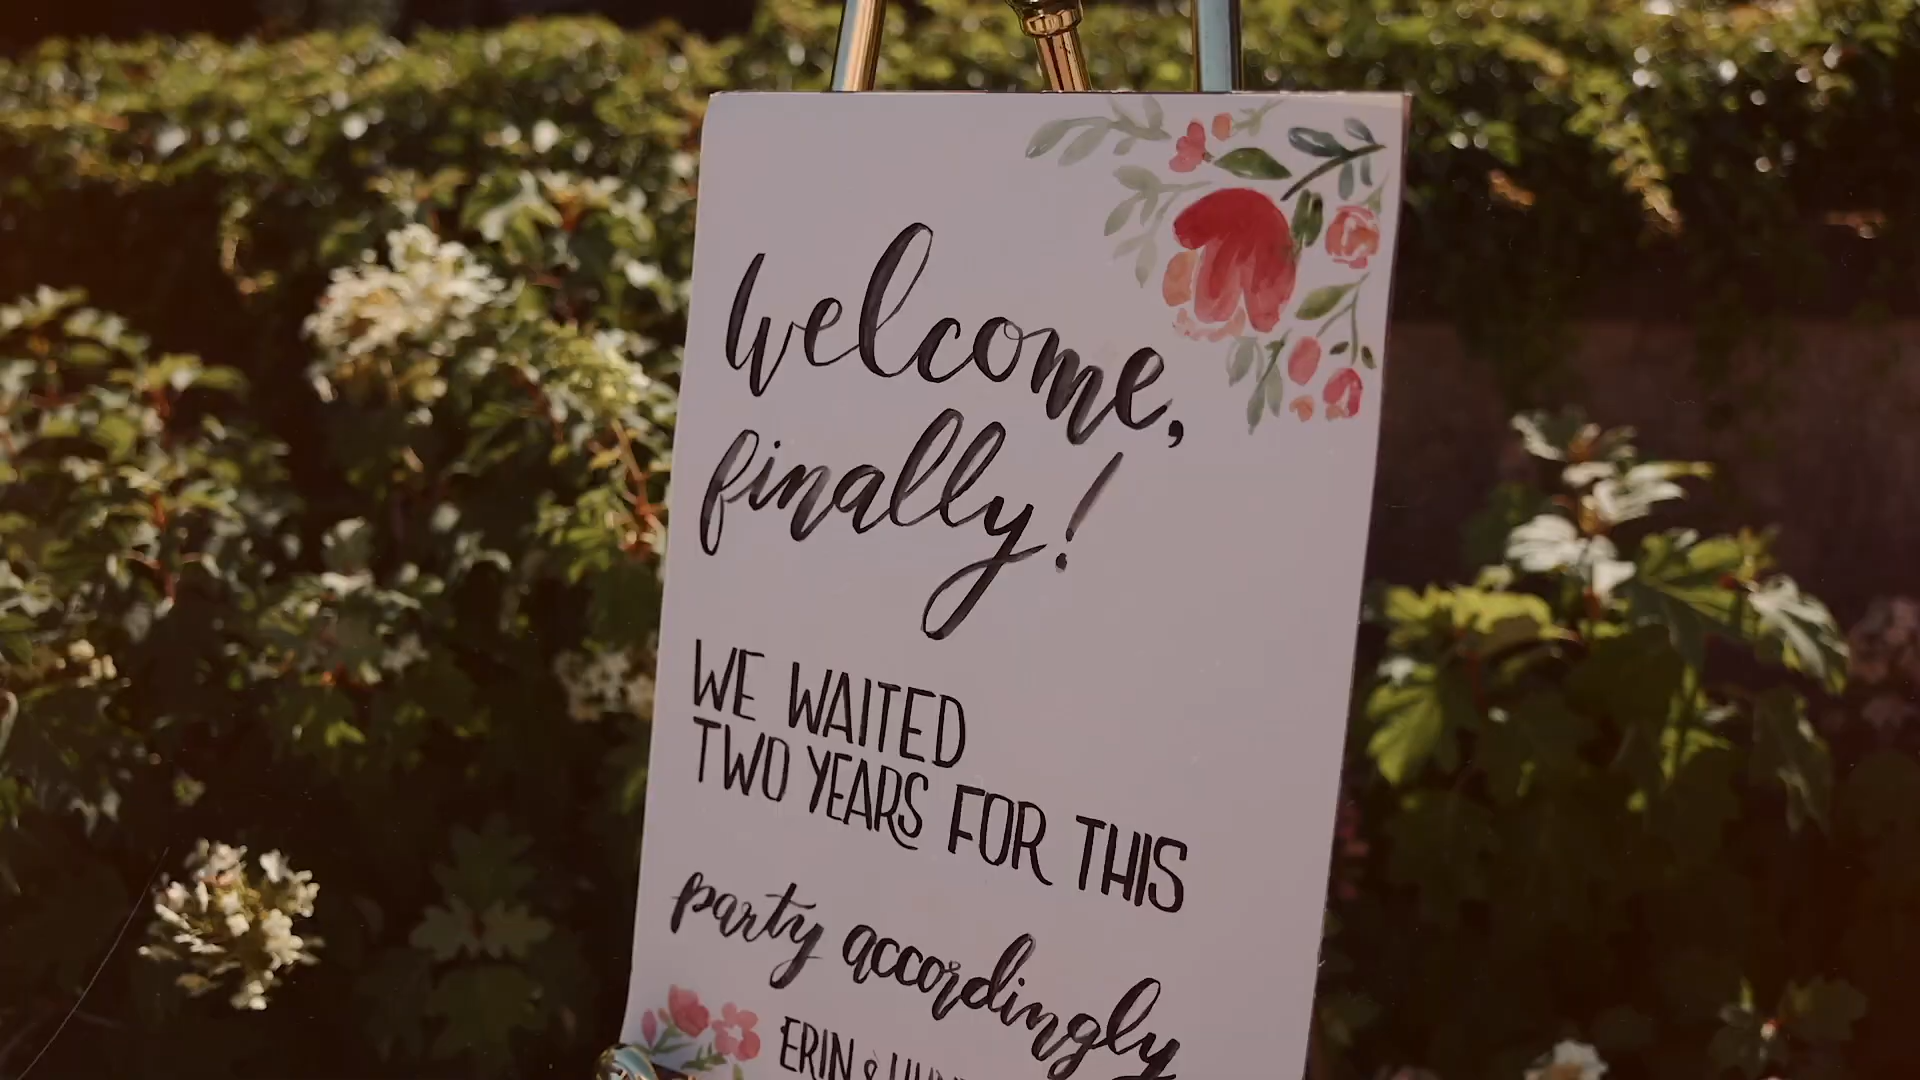 welcome,
finally!
WE WAITED
TWO YEARS FOR THIS
party accordingly
ERIN &